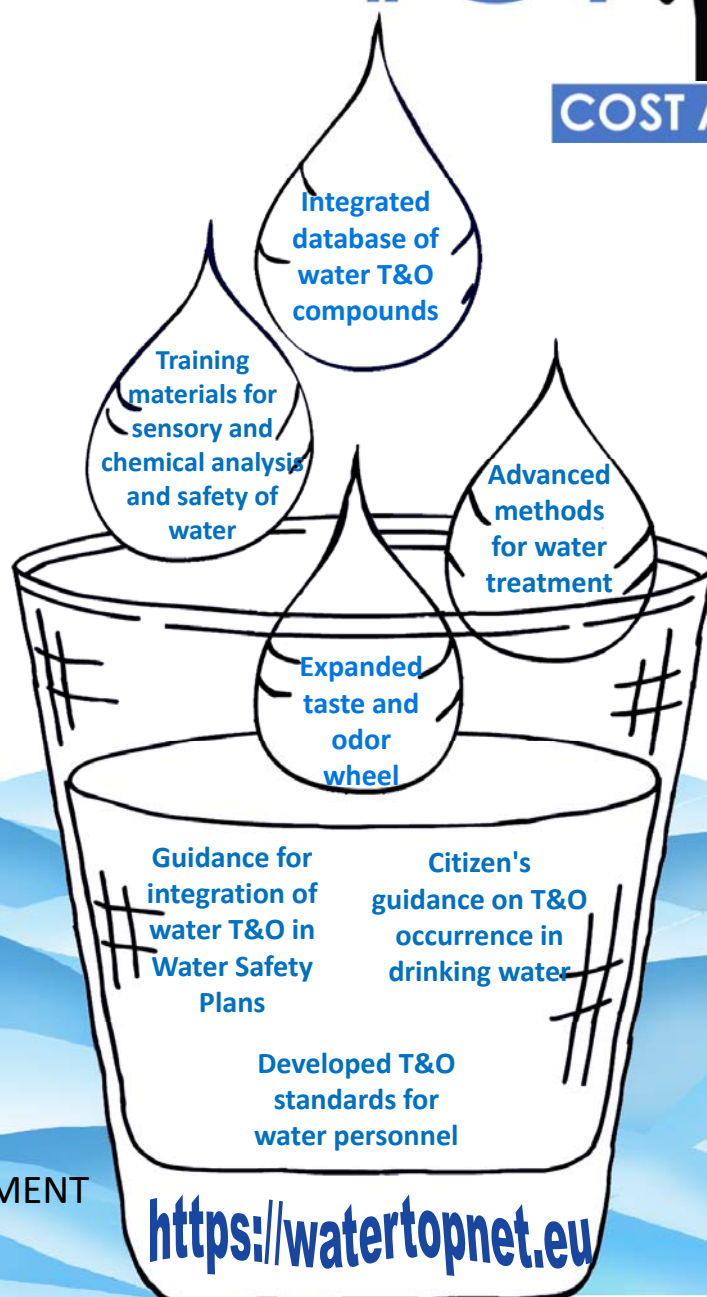 COST
Integrated
database of
water T&O
compounds
Training
materials for
sensory and
chemical analysis
and safety of
water
Advanced
methods
for water
treatment
Expanded
taste and
odor
wheel
Guidance for
integration of
water T&O in
Water Safety
Plans
Citizen's
guidance on T&O
occurrence in
drinking water
Developed T&O
standards for
water personnel
MENT
https://watertopnet.eu